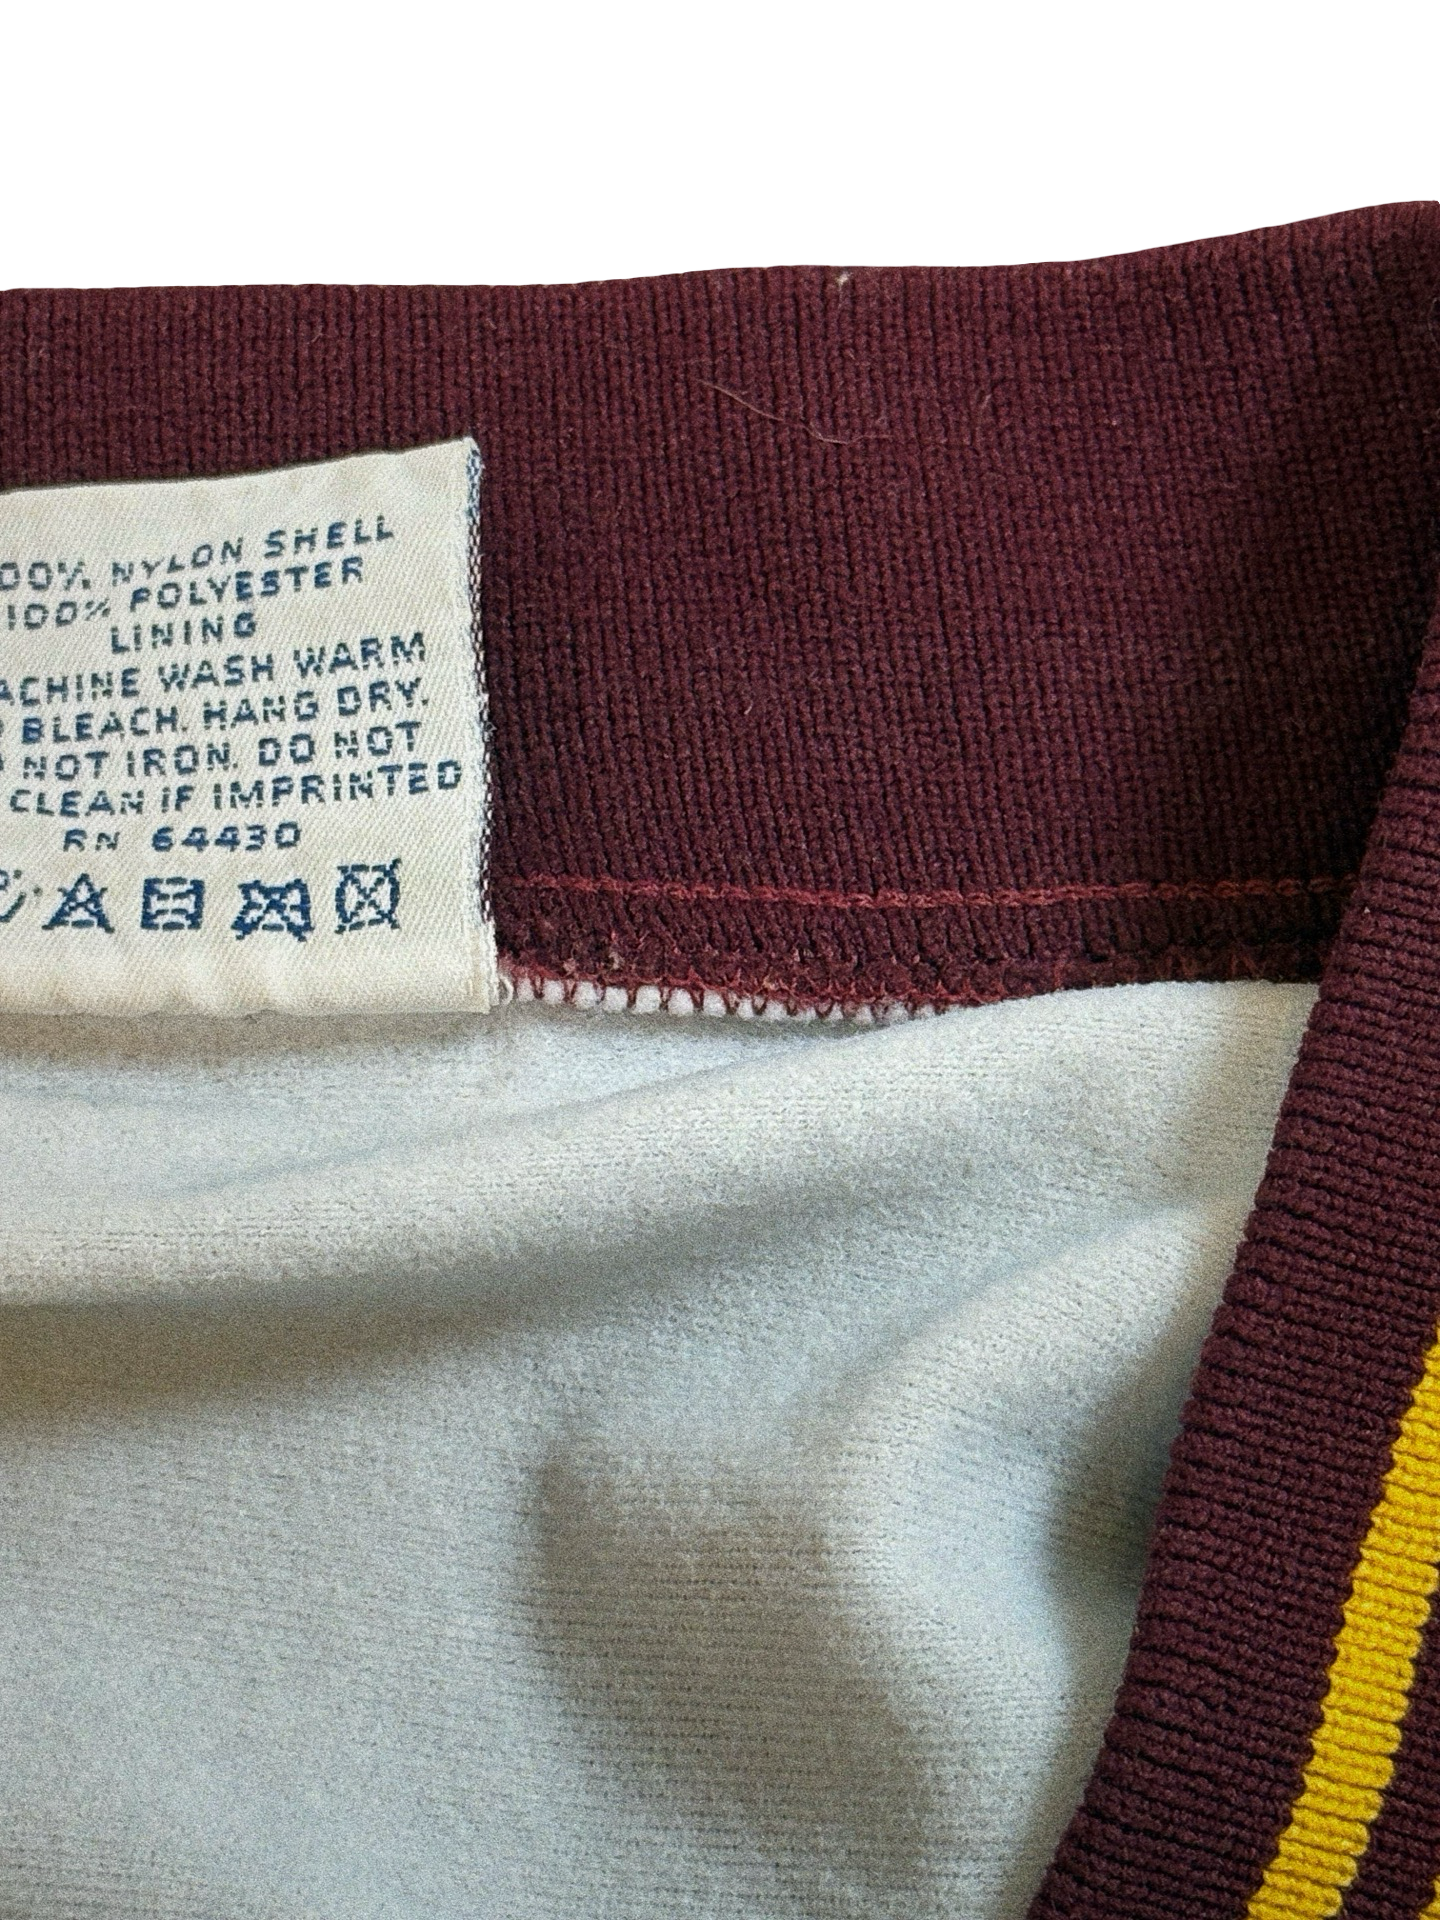 00% NYLON SHELL
100% POLYESTER
LINING
ACHINE WASH WARM
BLEACH. HANG DRY.
NOT IRON. DO NOT
CLEAN IF IMPRINTED
RN 64430